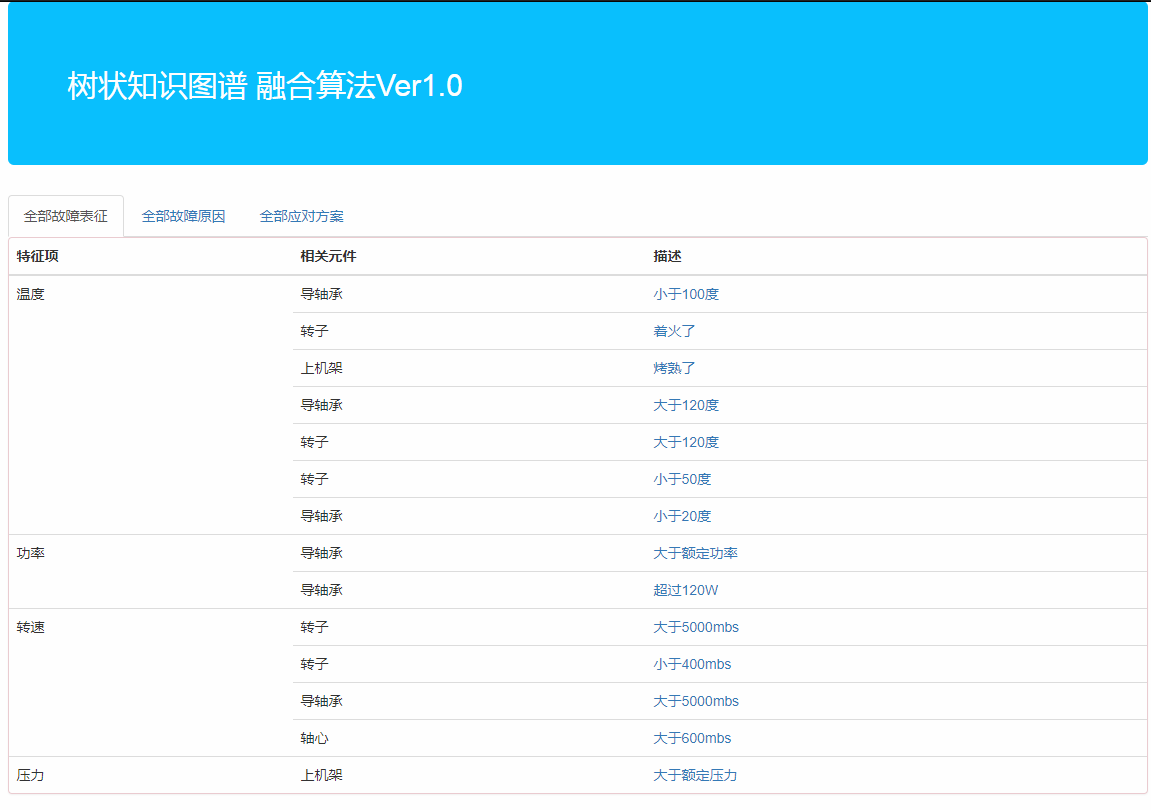 树状知识图谱 融合算法Ver1.0
全部故障表征 全部故障原因 全部应对方案
特征项 相关元件 描述
温度 导轴承 小于100度
转子 着火了
上机架 烤熟了
导轴承 大于120度
转子 大于120度
转子 小于50度
导轴承 小于20度
功率 导轴承 大于额定功率
导轴承 超过120W
转速 转子 大于5000mbs
转子 小于400mbs
导轴承 大于5000mbs
轴心 大于600mbs
压力 上机架 大于额定压力